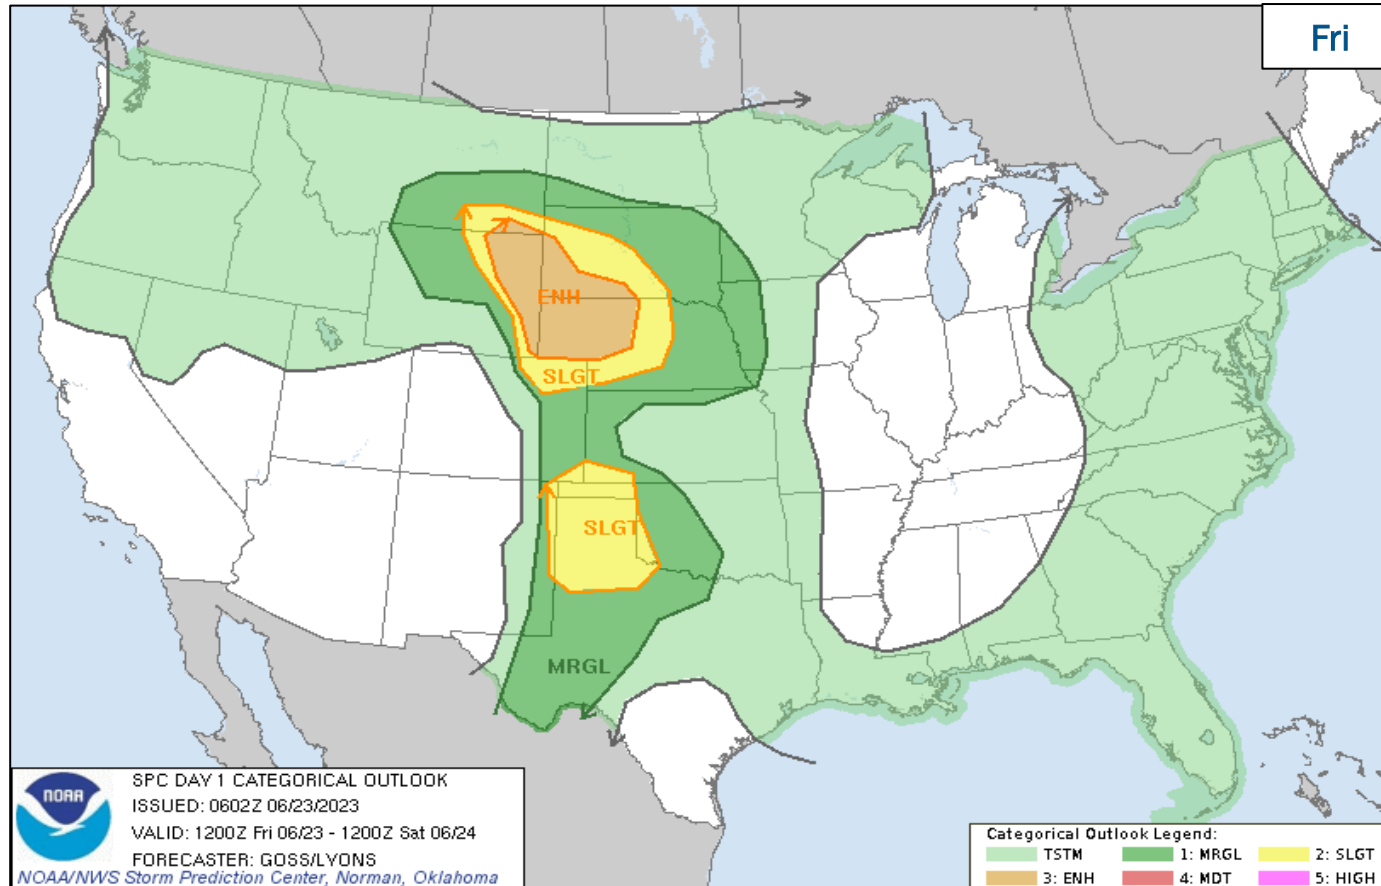 Fri
ENH
SLGT
SLGT
MRGL
NOAA
SPC DAY 1 CATEGORICAL OUTLOOK
ISSUED: 0602Z 06/23/2023
VALID: 1200Z Fri 06/23 - 1200Z Sat 06/24
FORECASTER: GOSS/LYONS
NOAA/NWS Storm Prediction Center, Norman, Oklahoma
Categorical Outlook Legend:
TSTM 1: MRGL 2: SLGT
3: ENH 4: MDT 5: HIGH